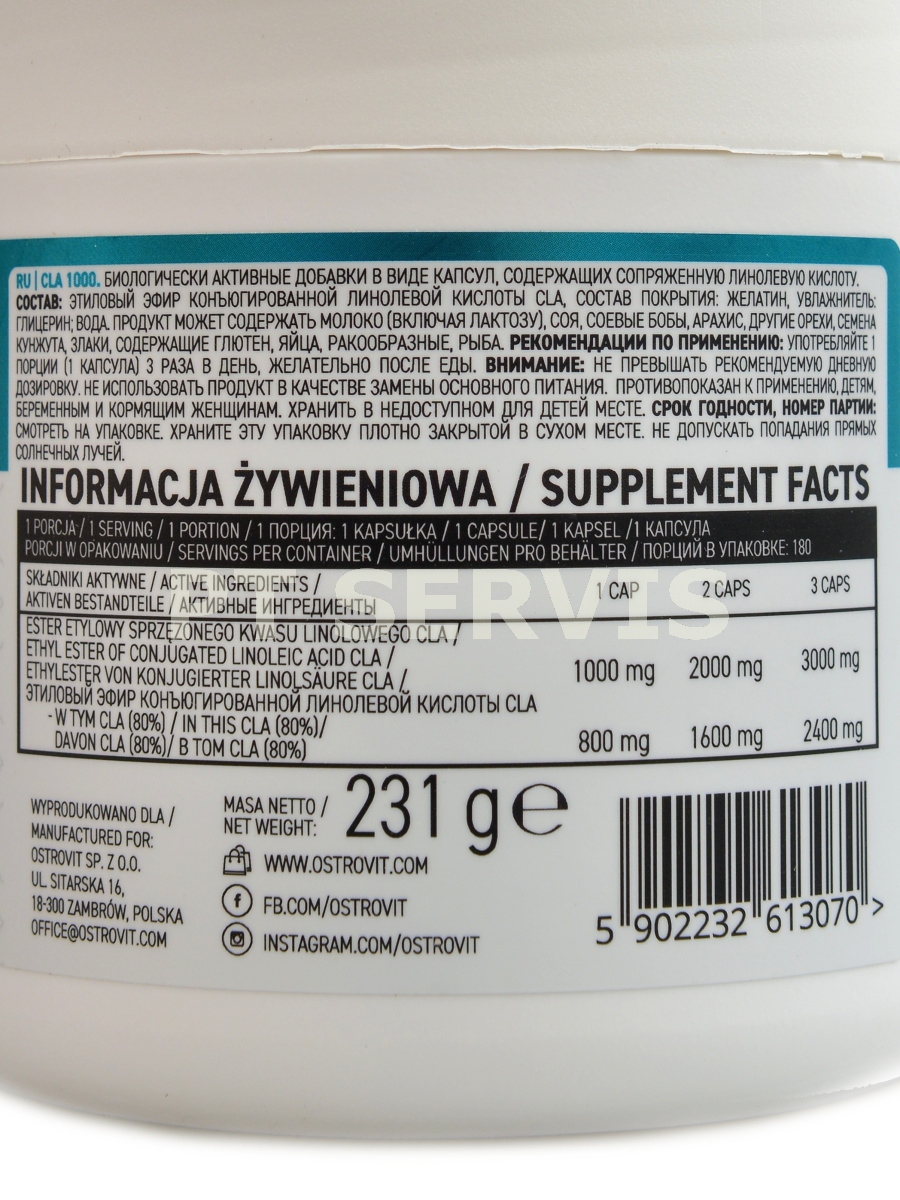 RU | CLA 1000. БИОЛОГИЧЕСКИ АКТИВНЫЕ ДОБАВКИ В ВИДЕ КАПСУЛ, СОДЕРЖАЩИХ СОПРЯЖЕННУЮ ЛИНОЛЕВУЮ КИСЛОТУ.
СОСТАВ: ЭТИЛОВЫЙ ЭФИР КОНЪЮГИРОВАННОЙ ЛИНОЛЕВОЙ КИСЛОТЫ CLA, СОСТАВ ПОКРЫТИЯ: ЖЕЛАТИН, УВЛАЖНИТЕЛЬ:
ГЛИЦЕРИН; ВОДА. ПРОДУКТ МОЖЕТ СОДЕРЖАТЬ МОЛОКО (ВКЛЮЧАЯ ЛАКТОЗУ), СОЯ, СОЕВЫЕ БОБЫ, АРАХИС, ДРУГИЕ ОРЕХИ, СЕМЕНА
КУНЖУТА, ЗЛАКИ, СОДЕРЖАЩИЕ ГЛЮТЕН, ЯЙЦА, РАКООБРАЗНЫЕ, РЫБА. РЕКОМЕНДАЦИИ ПО ПРИМЕНЕНИЮ: УПОТРЕБЛЯЙТЕ 1
ПОРЦИИ (1 КАПСУЛА) 3 РАЗА В ДЕНЬ, ЖЕЛАТЕЛЬНО ПОСЛЕ ЕДЫ. ВНИМАНИЕ: НЕ ПРЕВЫШАТЬ РЕКОМЕНДУЕМУЮ ДНЕВНУЮ
ДОЗИРОВКУ. НЕ ИСПОЛЬЗОВАТЬ ПРОДУКТ В КАЧЕСТВЕ ЗАМЕНЫ ОСНОВНОГО ПИТАНИЯ. ПРОТИВОПОКАЗАН К ПРИМЕНЕНИЮ, ДЕТЯМ,
БЕРЕМЕННЫМ И КОРМЯЩИМ ЖЕНЩИНАМ. ХРАНИТЬ В НЕДОСТУПНОМ ДЛЯ ДЕТЕЙ МЕСТЕ. СРОК ГОДНОСТИ, НОМЕР ПАРТИИ:
СМОТРЕТЬ НА УПАКОВКЕ. ХРАНИТЕ ЭТУ УПАКОВКУ ПЛОТНО ЗАКРЫТОЙ В СУХОМ МЕСТЕ. НЕ ДОПУСКАТЬ ПОПАДАНИЯ ПРЯМЫХ
СОЛНЕЧНЫХ ЛУЧЕЙ.
INFORMACJA ŻYWIENIOWA / SUPPLEMENT FACTS
1 PORCJA / 1 SERVING / 1 PORTION / 1 ПОРЦИЯ: 1 KAPSUŁKA / 1 CAPSULE/ 1 KAPSEL /1 КАПСУЛА
PORCJI W OPAKOWANIU / SERVINGS PER CONTAINER / UMHÜLLUNGEN PRO BEHÄLTER / ПОРЦИЙ В УПАКОВКЕ: 180
SKŁADNIKI AKTYWNE / ACTIVE INGREDIENTS /
AKTIVEN BESTANDTEILE / АКТИВНЫЕ ИНГРЕДИЕНТЫ
1 CAP 2 CAPS 3 CAPS
FT SERVIS
ESTER ETYLOWY SPRZĘŻONEGO KWASU LINOLOWEGO CLA /
ETHYL ESTER OF CONJUGATED LINOLEIC ACID CLA /
ETHYLESTER VON KONJUGIERTER LINOLSÄURE CLA /
ЭТИЛОВЫЙ ЭФИР КОНЪЮГИРОВАННОЙ ЛИНОЛЕВОЙ КИСЛОТЫ CLA
1000 mg 2000 mg 3000 mg
- W TYM CLA (80%) / IN THIS CLA (80%)/
DAVON CLA (80%)/ В ТОМ CLA (80%)
800 mg 1600 mg 2400 mg
WYPRODUKOWANO DLA /
MANUFACTURED FOR:
OSTROVIT SP. Z O.O.
UL. SITARSKA 16,
18-300 ZAMBRÓW, POLSKA
OFFICE@OSTROVIT.COM
MASA NETTO /
NET WEIGHT:
231 g e
WWW.OSTROVIT.COM
FB.COM/OSTROVIT
INSTAGRAM.COM/OSTROVIT
5 902232 613070 >